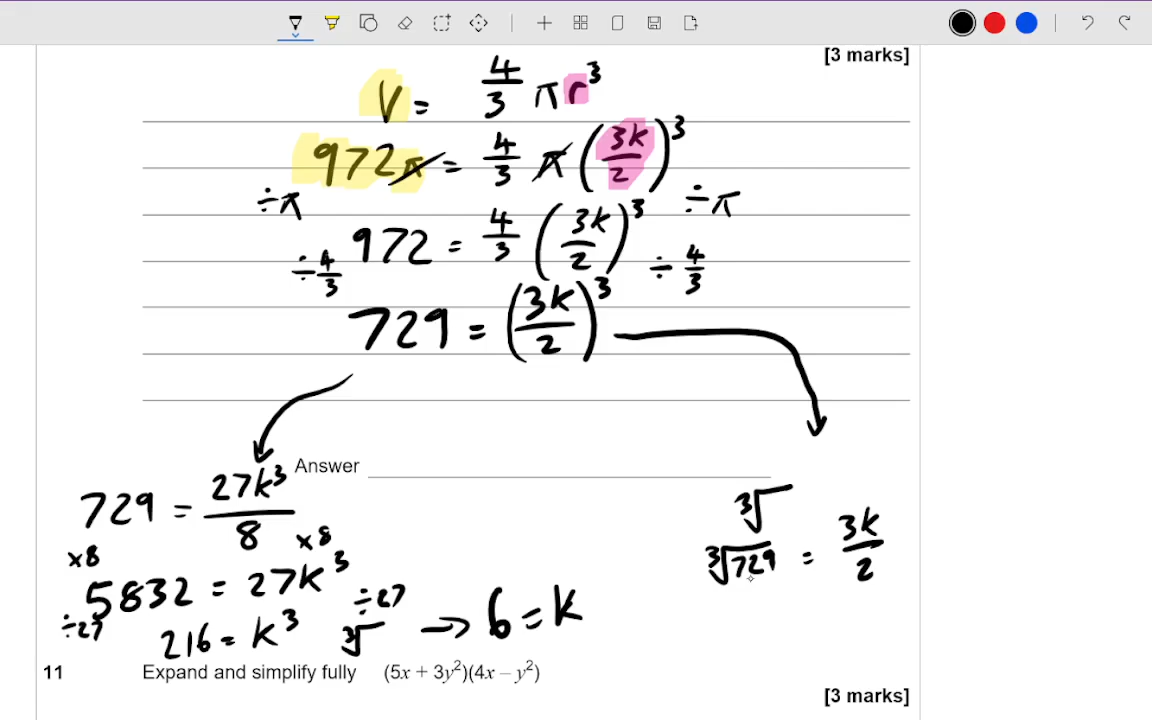 [3 marks]
V = 4/3 πr³
972π = 4/3 π (3k/2)³
÷π ÷π
972 = 4/3 (3k/2)³
÷4/3 ÷4/3
729 = (3k/2)³
Answer
729 = 27k³/8
×8 ×8
5832 = 27k³
÷27 ÷27
216 = k³ ∛ → 6 = k
∛
∛729 = 3k/2
11 Expand and simplify fully (5x + 3y²)(4x – y²)
[3 marks]